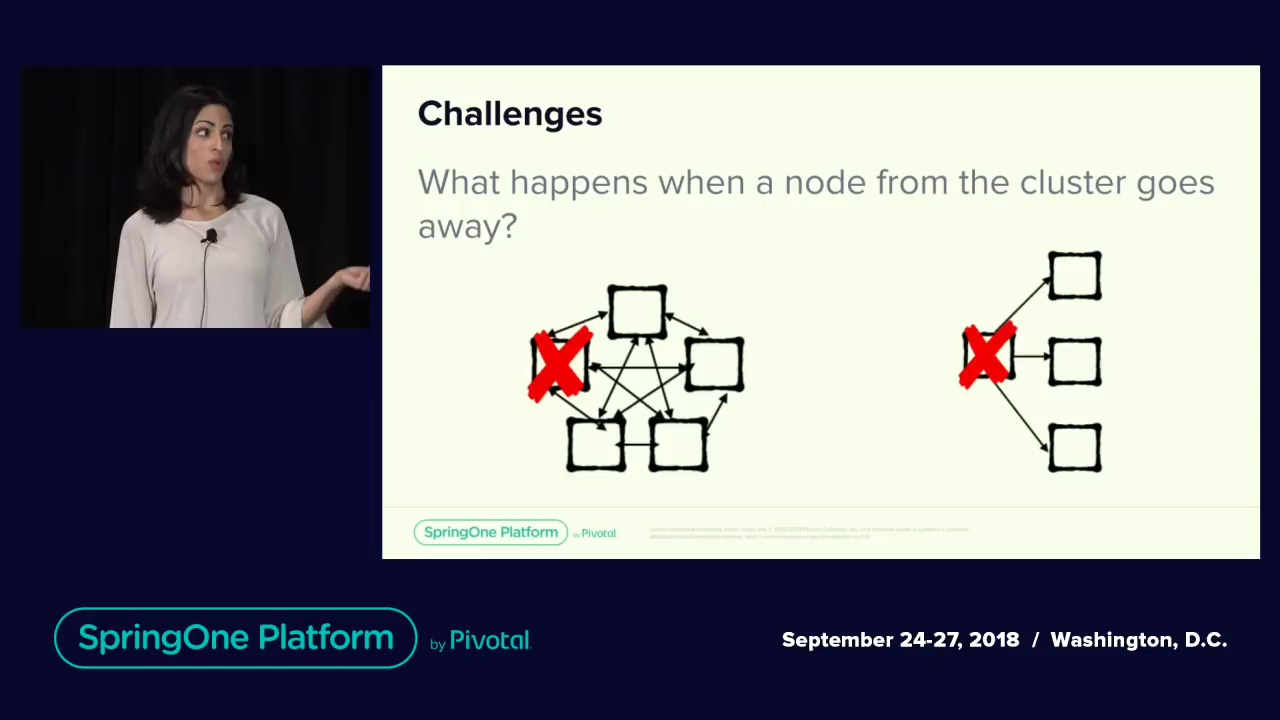 Challenges
What happens when a node from the cluster goes
away?
SpringOne Platform by Pivotal
SpringOne Platform by Pivotal
September 24-27, 2018 / Washington, D.C.